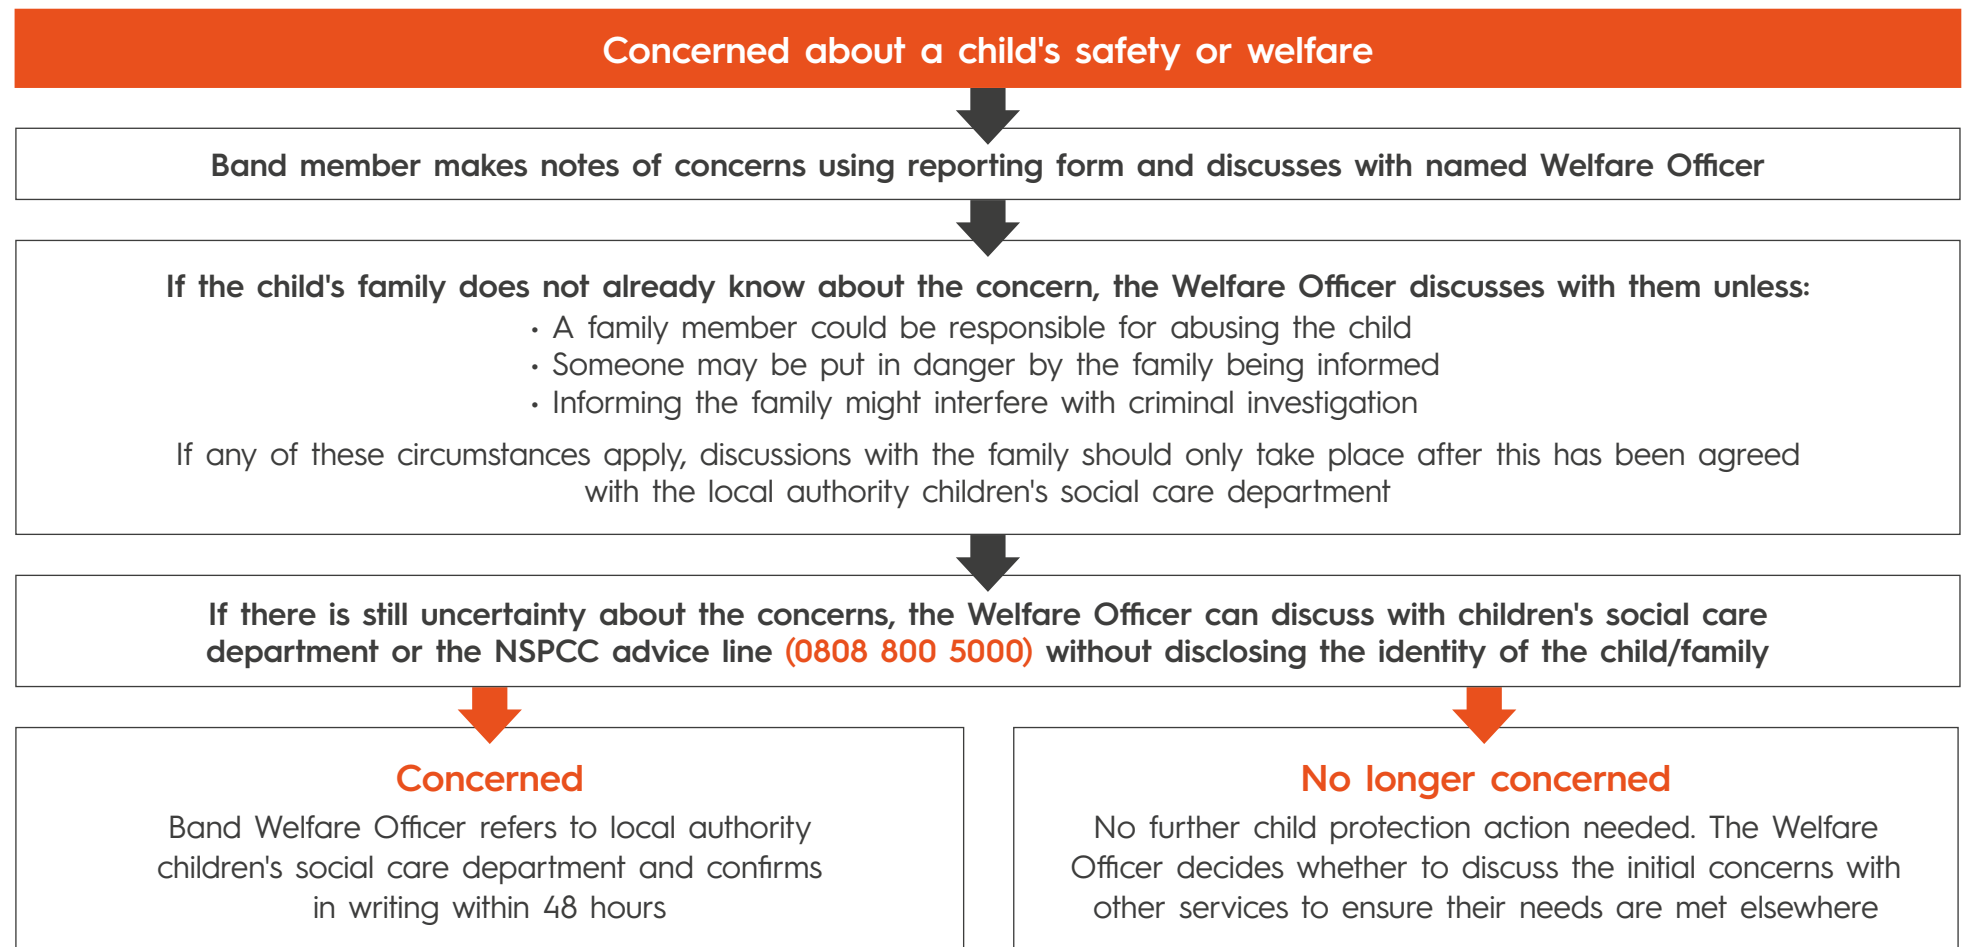 Concerned about a child's safety or welfare
Band member makes notes of concerns using reporting form and discusses with named Welfare Officer
If the child's family does not already know about the concern, the Welfare Officer discusses with them unless:
· A family member could be responsible for abusing the child
· Someone may be put in danger by the family being informed
· Informing the family might interfere with criminal investigation
If any of these circumstances apply, discussions with the family should only take place after this has been agreed
with the local authority children's social care department
If there is still uncertainty about the concerns, the Welfare Officer can discuss with children's social care
department or the NSPCC advice line (0808 800 5000) without disclosing the identity of the child/family
Concerned
Band Welfare Officer refers to local authority
children's social care department and confirms
in writing within 48 hours
No longer concerned
No further child protection action needed. The Welfare
Officer decides whether to discuss the initial concerns with
other services to ensure their needs are met elsewhere